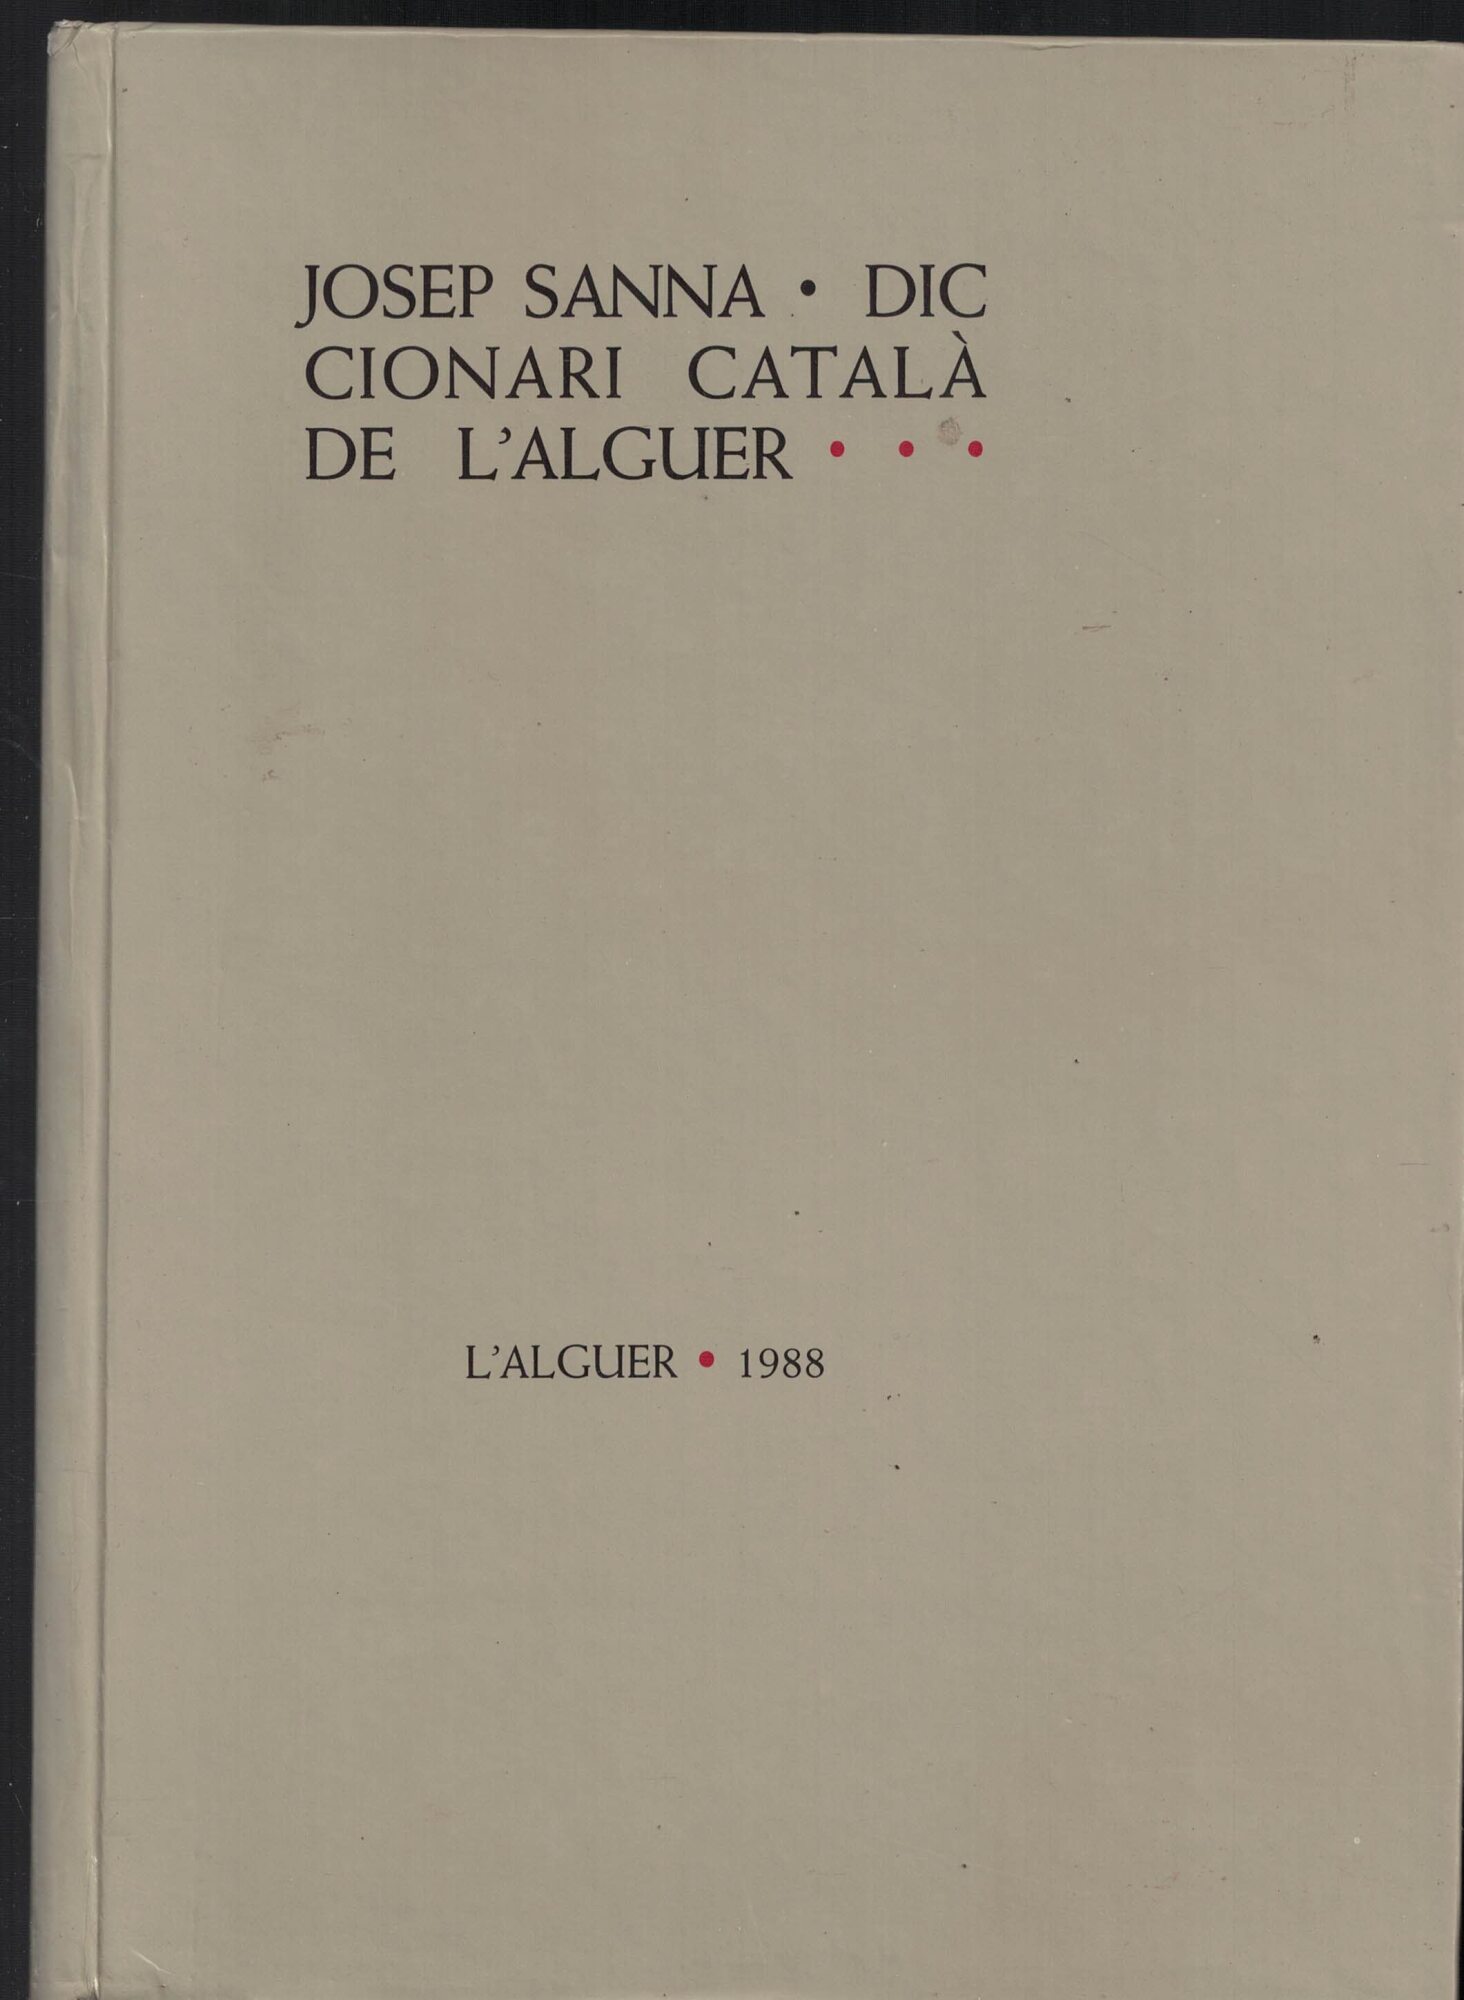 JOSEP SANNA • DIC
CIONARI CATALÀ
DE L'ALGUER • • •
L'ALGUER • 1988